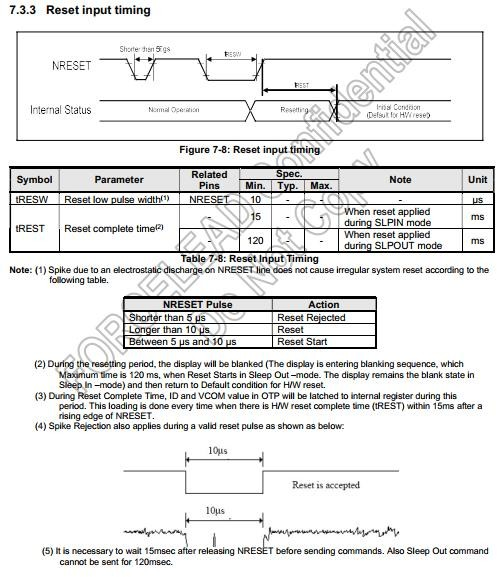 7.3.3 Reset input timing
Shorter than 5μs
tRESW
NRESET
tREST
Internal Status
Normal Operation
Resetting
Initial Condition
(Default for H/W reset)
Figure 7-8: Reset input timing
Symbol Parameter Related Pins Spec. Min. Typ. Max. Note Unit
tRESW Reset low pulse width(1) NRESET 10 - - - μs
tREST Reset complete time(2) - 15 - - When reset applied during SLPIN mode ms
- 120 - - When reset applied during SLPOUT mode ms
Table 7-8: Reset Input Timing
Note: (1) Spike due to an electrostatic discharge on NRESET line does not cause irregular system reset according to the
following table.
NRESET Pulse Action
Shorter than 5 μs Reset Rejected
Longer than 10 μs Reset
Between 5 μs and 10 μs Reset Start
(2) During the resetting period, the display will be blanked (The display is entering blanking sequence, which
Maximum time is 120 ms, when Reset Starts in Sleep Out –mode. The display remains the blank state in
Sleep In –mode) and then return to Default condition for H/W reset.
(3) During Reset Complete Time, ID and VCOM value in OTP will be latched to internal register during this
period. This loading is done every time when there is H/W reset complete time (tREST) within 15ms after a
rising edge of NRESET.
(4) Spike Rejection also applies during a valid reset pulse as shown as below:
10μs
Reset is accepted
10μs
(5) It is necessary to wait 15msec after releasing NRESET before sending commands. Also Sleep Out command
cannot be sent for 120msec.
FORCELEAD Confidential
Do Not Copy